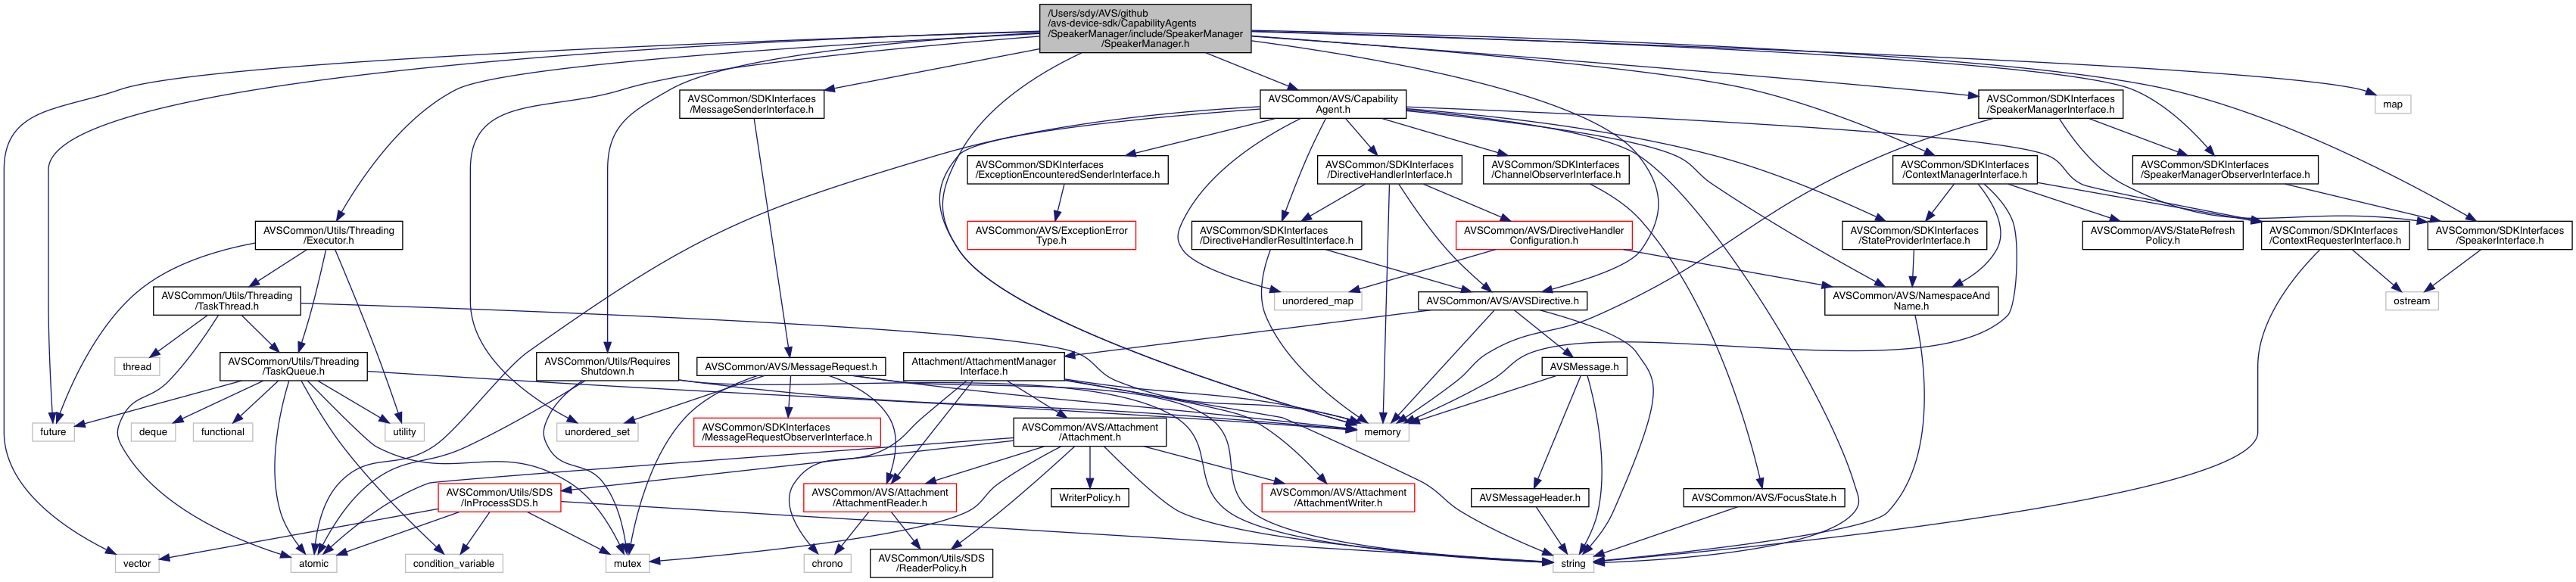 /Users/sdy/AVS/github
/avs-device-sdk/CapabilityAgents
/SpeakerManager/include/SpeakerManager
/SpeakerManager.h
AVSCommon/SDKInterfaces
/MessageSenderInterface.h
AVSCommon/AVS/Capability
Agent.h
AVSCommon/SDKInterfaces
/SpeakerManagerInterface.h
map
AVSCommon/SDKInterfaces
/ExceptionEncounteredSenderInterface.h
AVSCommon/SDKInterfaces
/DirectiveHandlerInterface.h
AVSCommon/SDKInterfaces
/ChannelObserverInterface.h
AVSCommon/SDKInterfaces
/ContextManagerInterface.h
AVSCommon/SDKInterfaces
/SpeakerManagerObserverInterface.h
AVSCommon/Utils/Threading
/Executor.h
AVSCommon/AVS/ExceptionError
Type.h
AVSCommon/SDKInterfaces
/DirectiveHandlerResultInterface.h
AVSCommon/AVS/DirectiveHandler
Configuration.h
AVSCommon/SDKInterfaces
/StateProviderInterface.h
AVSCommon/AVS/StateRefresh
Policy.h
AVSCommon/SDKInterfaces
/ContextRequesterInterface.h
AVSCommon/SDKInterfaces
/SpeakerInterface.h
AVSCommon/Utils/Threading
/TaskThread.h
unordered_map
AVSCommon/AVS/AVSDirective.h
AVSCommon/AVS/NamespaceAnd
Name.h
ostream
thread
AVSCommon/Utils/Threading
/TaskQueue.h
AVSCommon/Utils/Requires
Shutdown.h
AVSCommon/AVS/MessageRequest.h
Attachment/AttachmentManager
Interface.h
AVSMessage.h
future
deque
functional
utility
unordered_set
AVSCommon/SDKInterfaces
/MessageRequestObserverInterface.h
AVSCommon/AVS/Attachment
/Attachment.h
memory
AVSCommon/Utils/SDS
/InProcessSDS.h
AVSCommon/AVS/Attachment
/AttachmentReader.h
WriterPolicy.h
AVSCommon/AVS/Attachment
/AttachmentWriter.h
AVSMessageHeader.h
AVSCommon/AVS/FocusState.h
vector
atomic
condition_variable
mutex
chrono
AVSCommon/Utils/SDS
/ReaderPolicy.h
string